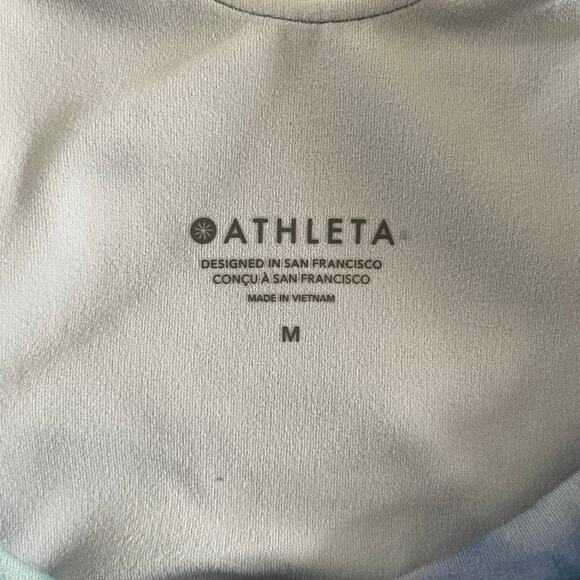 ATHLETA
DESIGNED IN SAN FRANCISCO
CONÇU À SAN FRANCISCO
MADE IN VIETNAM
M